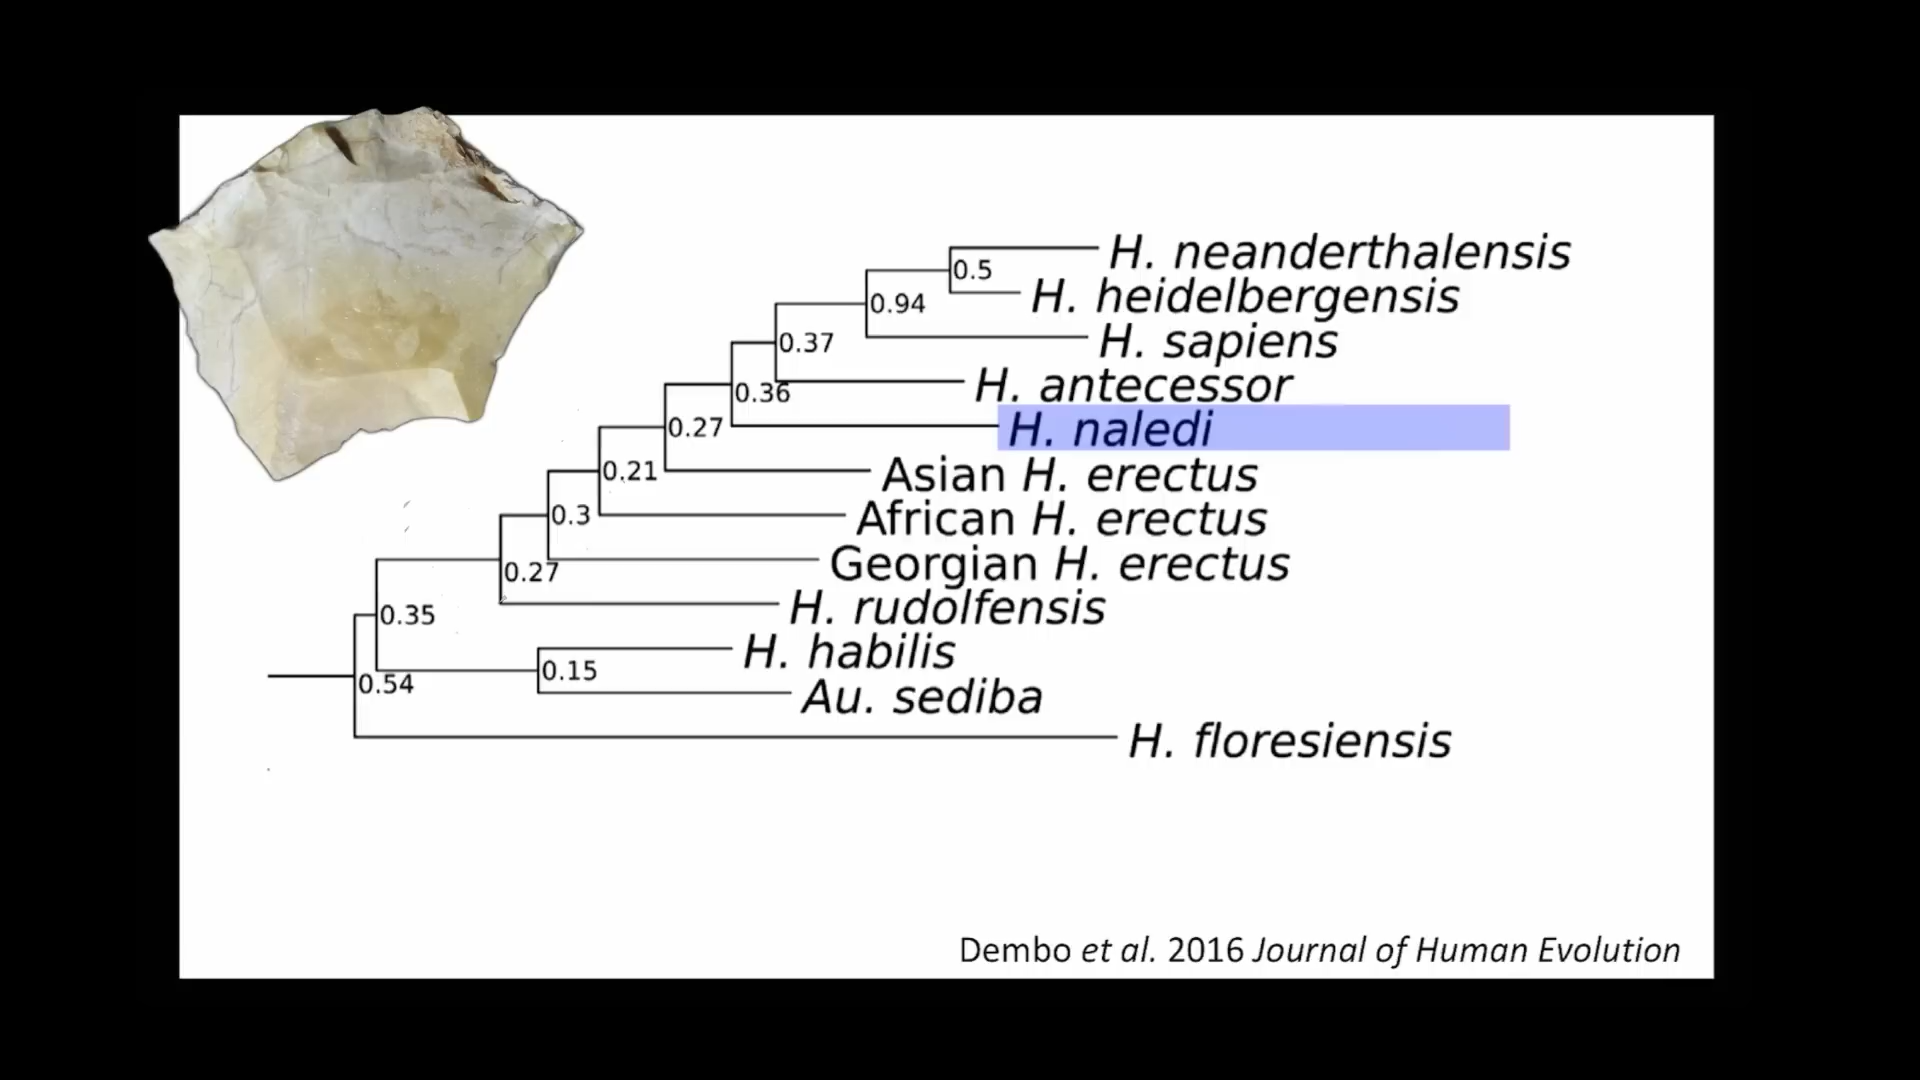 H. neanderthalensis
0.5
H. heidelbergensis
0.94
H. sapiens
0.37
H. antecessor
0.36
H. naledi
0.27
Asian H. erectus
0.21
African H. erectus
0.3
Georgian H. erectus
0.27
H. rudolfensis
0.35
H. habilis
0.15
Au. sediba
0.54
H. floresiensis
Dembo et al. 2016 Journal of Human Evolution